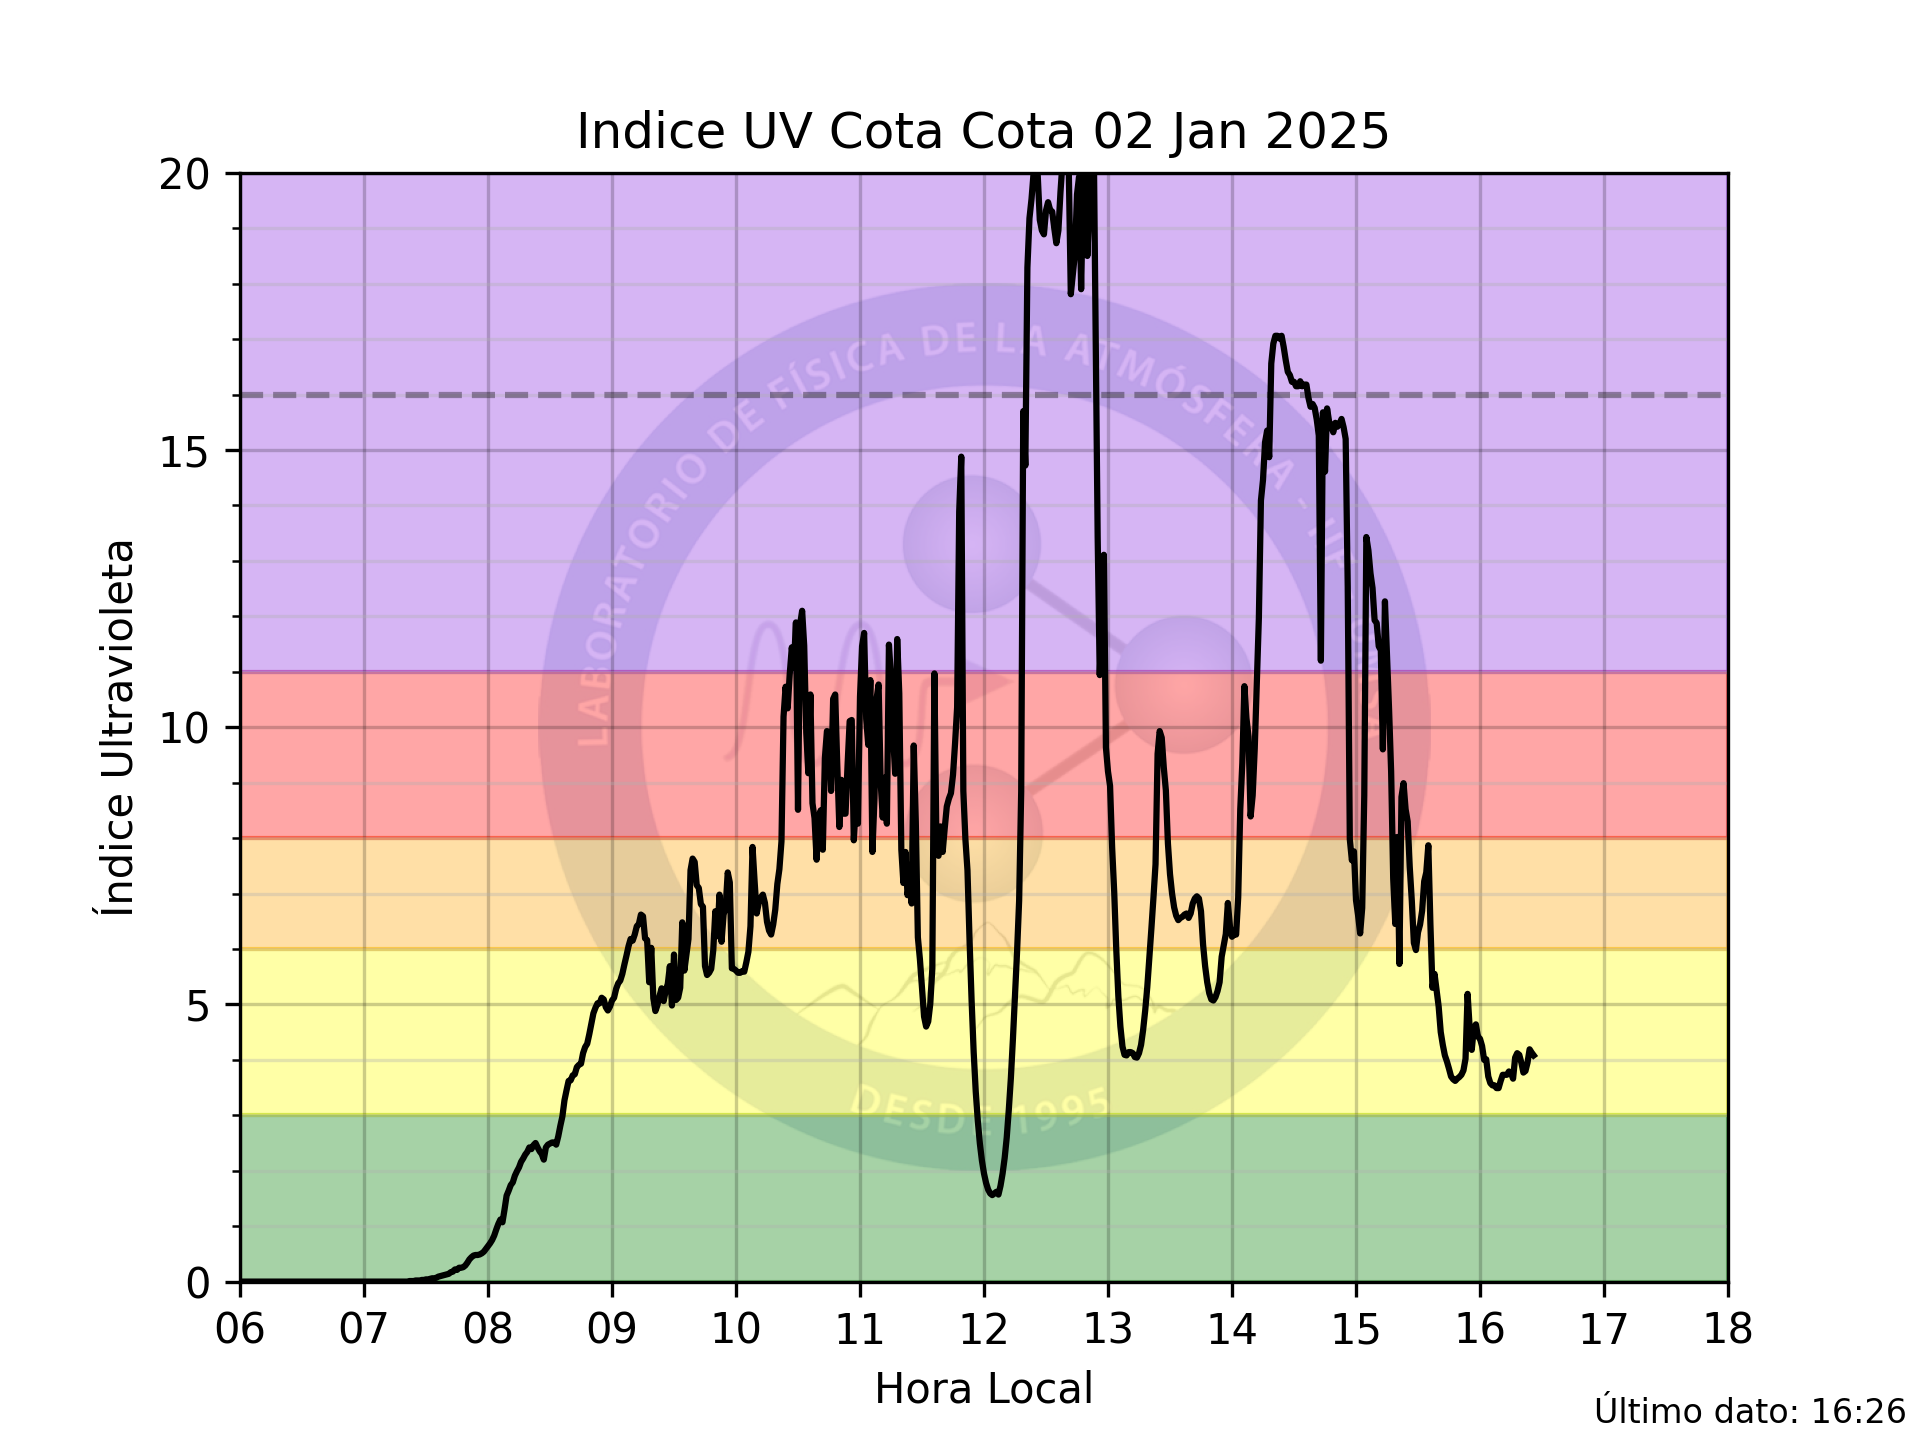 Indice UV Cota Cota 02 Jan 2025
20
15
10
5
0
Índice Ultravioleta
LABORATORIO DE FÍSICA DE LA ATMÓSFERA - IIF
DESDE 1995
06 07 08 09 10 11 12 13 14 15 16 17 18
Hora Local
Último dato: 16:26